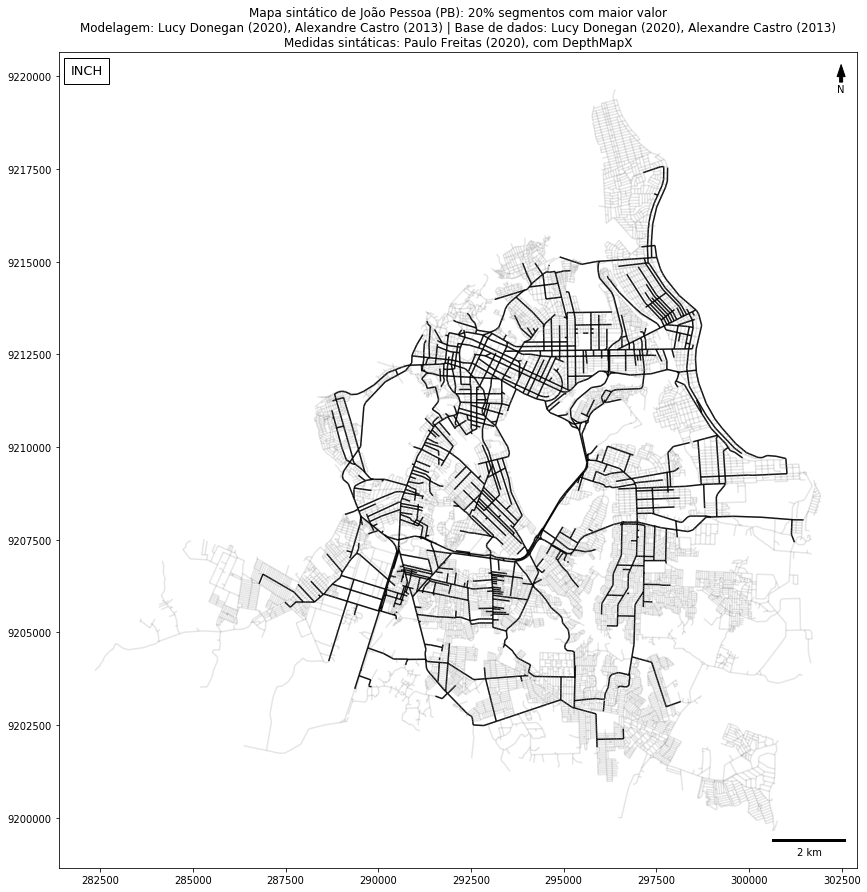 Mapa sintático de João Pessoa (PB): 20% segmentos com maior valor
Modelagem: Lucy Donegan (2020), Alexandre Castro (2013) | Base de dados: Lucy Donegan (2020), Alexandre Castro (2013)
Medidas sintáticas: Paulo Freitas (2020), com DepthMapX
INCH
N
9220000
9217500
9215000
9212500
9210000
9207500
9205000
9202500
9200000
2 km
282500 285000 287500 290000 292500 295000 297500 300000 302500